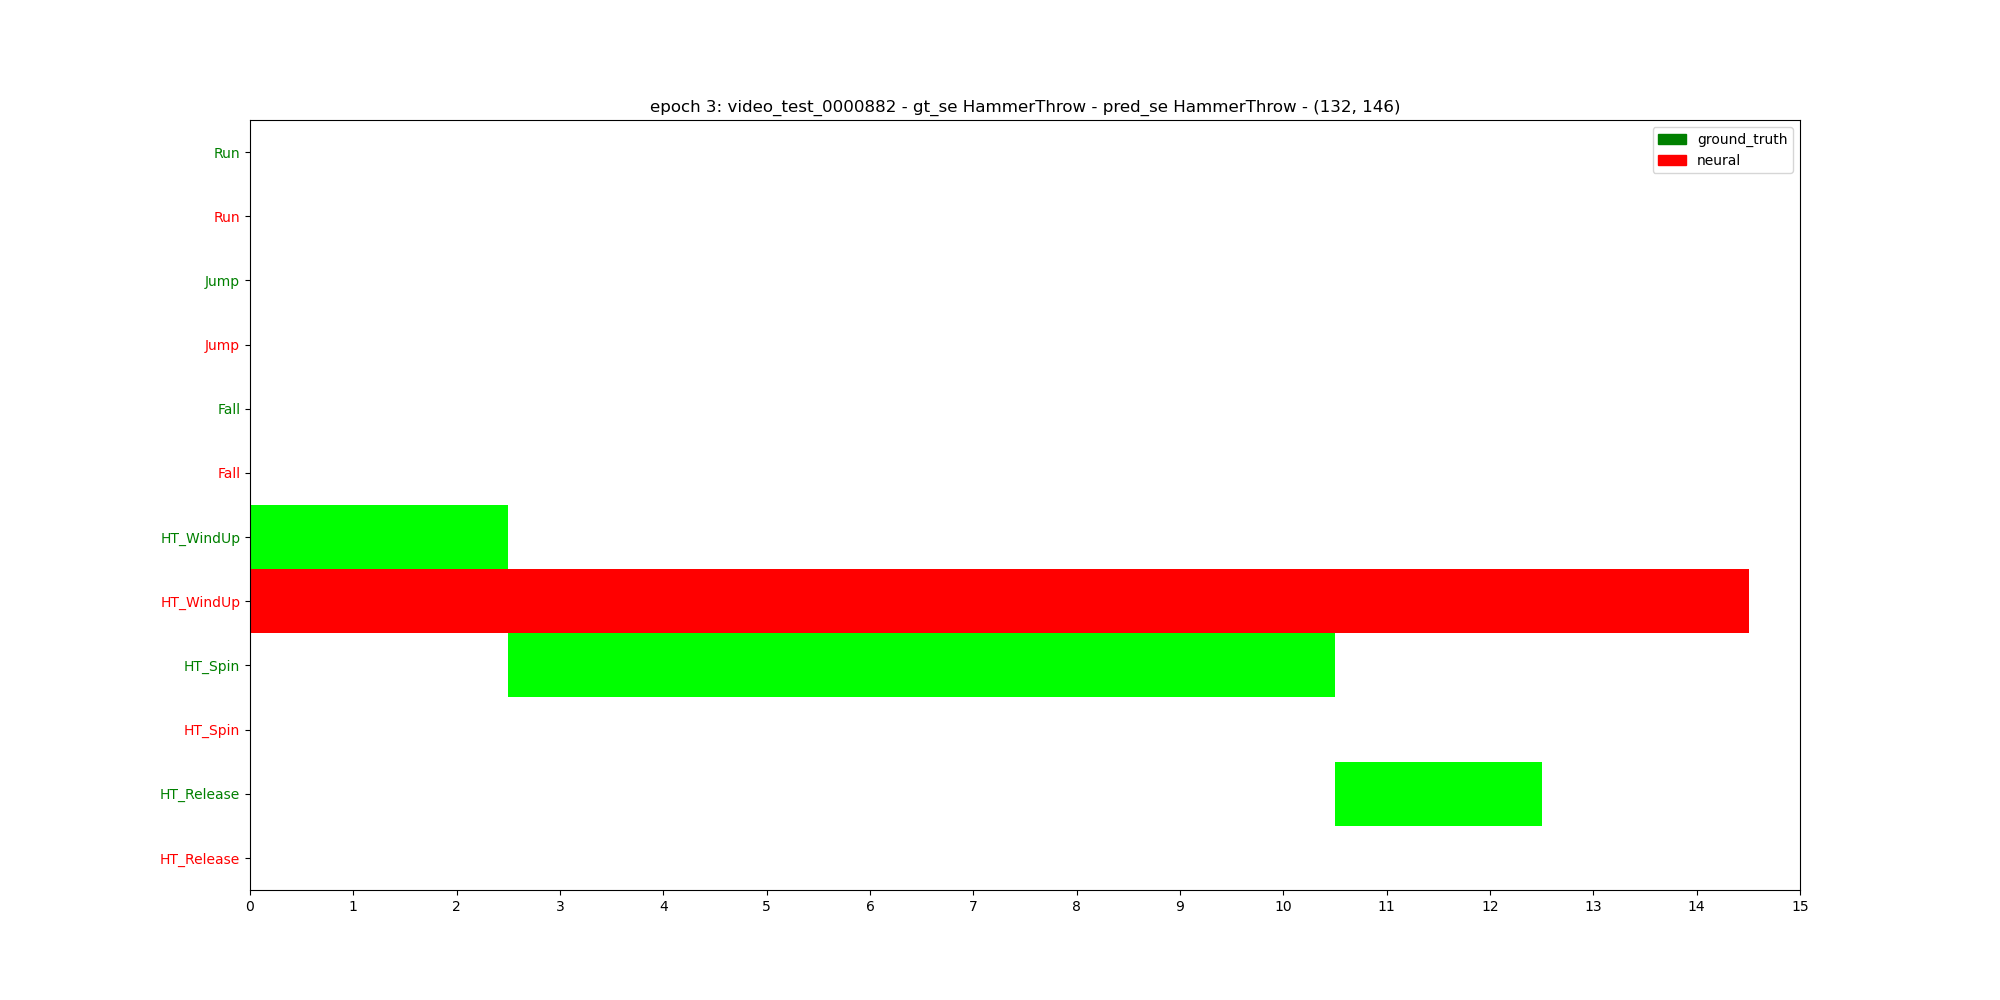 epoch 3: video_test_0000882 - gt_se HammerThrow - pred_se HammerThrow - (132, 146)
ground_truth
neural
Run
Run
Jump
Jump
Fall
Fall
HT_WindUp
HT_WindUp
HT_Spin
HT_Spin
HT_Release
HT_Release
0 1 2 3 4 5 6 7 8 9 10 11 12 13 14 15